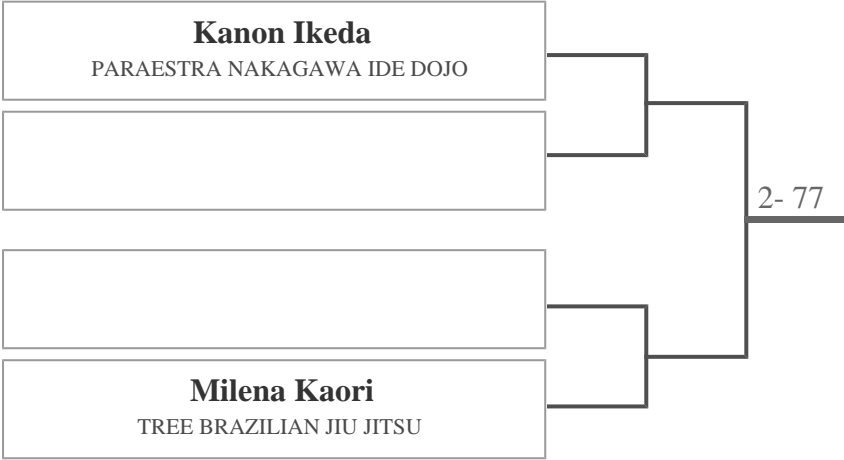 Kanon Ikeda
PARAESTRA NAKAGAWA IDE DOJO
2- 77
Milena Kaori
TREE BRAZILIAN JIU JITSU